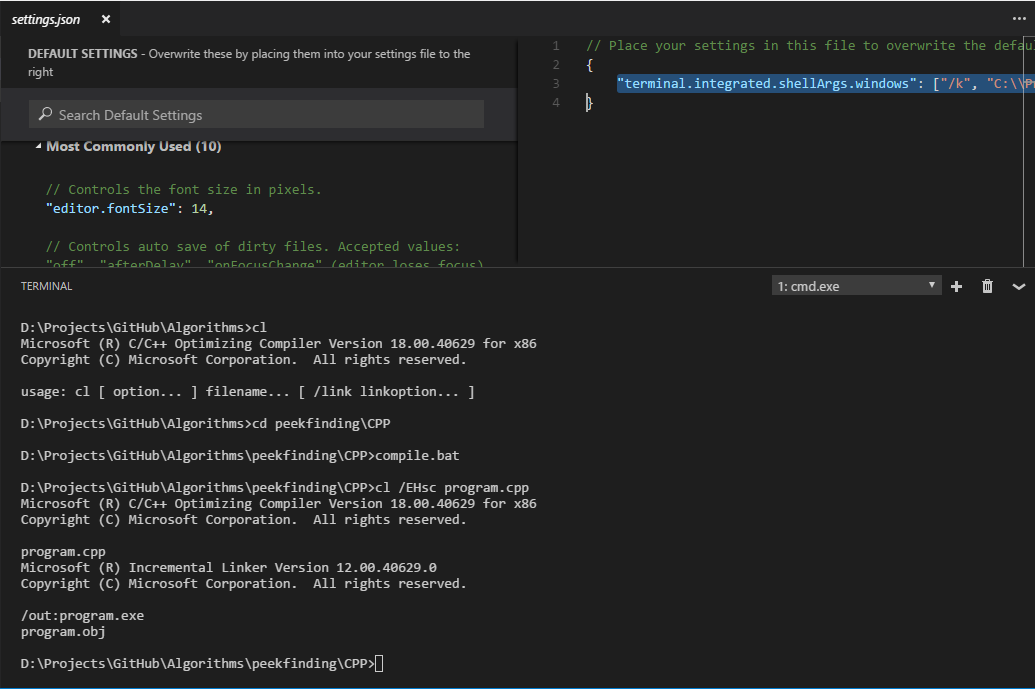 settings.json ×
DEFAULT SETTINGS - Overwrite these by placing them into your settings file to the
right
Search Default Settings
Most Commonly Used (10)
// Controls the font size in pixels.
"editor.fontSize": 14,
// Controls auto save of dirty files. Accepted values:
"off", "afterDelay", "onFocusChange" (editor loses focus)
1 // Place your settings in this file to overwrite the defau
2 {
3 "terminal.integrated.shellArgs.windows": ["/k", "C:\\Pr
4 }
TERMINAL
1: cmd.exe
D:\Projects\GitHub\Algorithms>cl
Microsoft (R) C/C++ Optimizing Compiler Version 18.00.40629 for x86
Copyright (C) Microsoft Corporation.  All rights reserved.
usage: cl [ option... ] filename... [ /link linkoption... ]
D:\Projects\GitHub\Algorithms>cd peekfinding\CPP
D:\Projects\GitHub\Algorithms\peekfinding\CPP>compile.bat
D:\Projects\GitHub\Algorithms\peekfinding\CPP>cl /EHsc program.cpp
Microsoft (R) C/C++ Optimizing Compiler Version 18.00.40629 for x86
Copyright (C) Microsoft Corporation.  All rights reserved.
program.cpp
Microsoft (R) Incremental Linker Version 12.00.40629.0
Copyright (C) Microsoft Corporation.  All rights reserved.
/out:program.exe
program.obj
D:\Projects\GitHub\Algorithms\peekfinding\CPP>